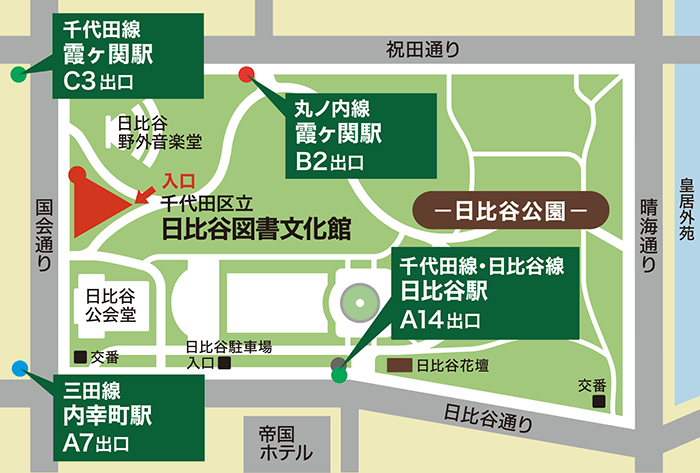 千代田線
霞ヶ関駅
C3出口
祝田通り
丸ノ内線
霞ヶ関駅
B2出口
日比谷
野外音楽堂
入口
千代田区立
日比谷図書文化館
国会通り
ー日比谷公園ー
晴海通り
皇居外苑
千代田線・日比谷線
日比谷駅
A14出口
日比谷
公会堂
交番
日比谷駐車場
入口
日比谷花壇
交番
三田線
内幸町駅
A7出口
日比谷通り
帝国
ホテル